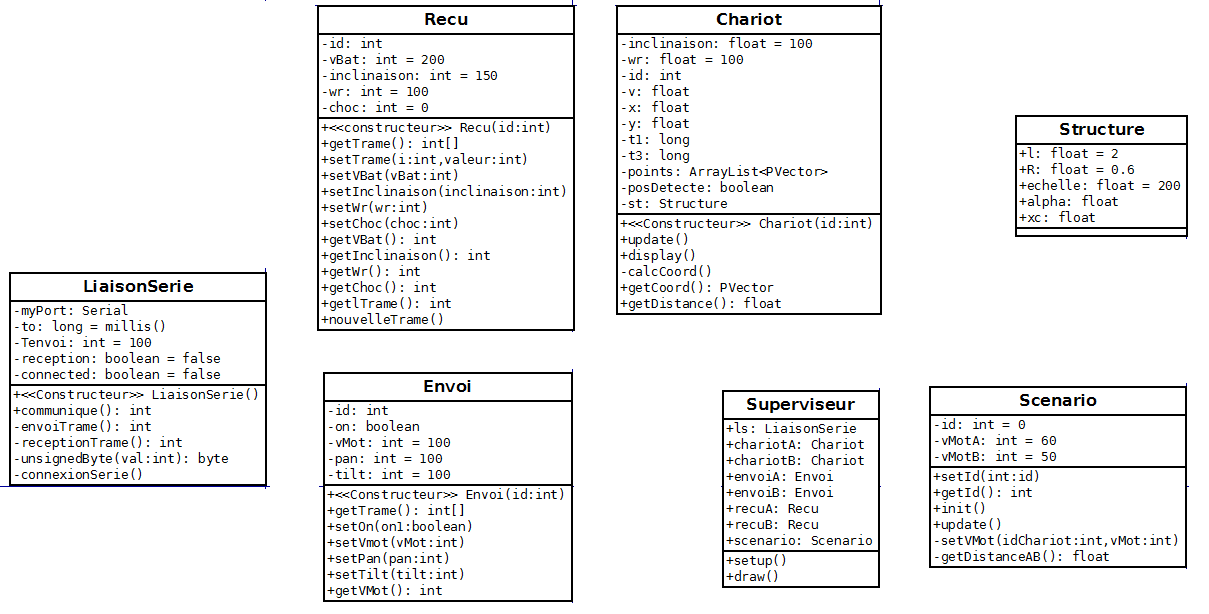 Recu
-id: int
-vBat: int = 200
-inclinaison: int = 150
-wr: int = 100
-choc: int = 0
+<<constructeur>> Recu(id:int)
+getTrame(): int[]
+setTrame(i:int,valeur:int)
+setVBat(vBat:int)
+setInclinaison(inclinaison:int)
+setWr(wr:int)
+setChoc(choc:int)
+getVBat(): int
+getInclinaison(): int
+getWr(): int
+getChoc(): int
+getlTrame(): int
+nouvelleTrame()
Chariot
-inclinaison: float = 100
-wr: float = 100
-id: int
-v: float
-x: float
-y: float
-t1: long
-t3: long
-points: ArrayList<PVector>
-posDetecte: boolean
-st: Structure
+<<Constructeur>> Chariot(id:int)
+update()
+display()
-calcCoord()
+getCoord(): PVector
+getDistance(): float
Structure
+l: float = 2
+R: float = 0.6
+echelle: float = 200
+alpha: float
+xc: float
LiaisonSerie
-myPort: Serial
-to: long = millis()
-Tenvoi: int = 100
-reception: boolean = false
-connected: boolean = false
+<<Constructeur>> LiaisonSerie()
+communique(): int
-envoiTrame(): int
-receptionTrame(): int
-unsignedByte(val:int): byte
-connexionSerie()
Envoi
-id: int
-on: boolean
-vMot: int = 100
-pan: int = 100
-tilt: int = 100
+<<Constructeur>> Envoi(id:int)
+getTrame(): int[]
+setOn(on1:boolean)
+setVmot(vMot:int)
+setPan(pan:int)
+setTilt(tilt:int)
+getVMot(): int
Superviseur
+ls: LiaisonSerie
+chariotA: Chariot
+chariotB: Chariot
+envoiA: Envoi
+envoiB: Envoi
+recuA: Recu
+recuB: Recu
+scenario: Scenario
+setup()
+draw()
Scenario
-id: int = 0
-vMotA: int = 60
-vMotB: int = 50
+setId(int:id)
+getId(): int
+init()
+update()
-setVMot(idChariot:int,vMot:int)
-getDistanceAB(): float